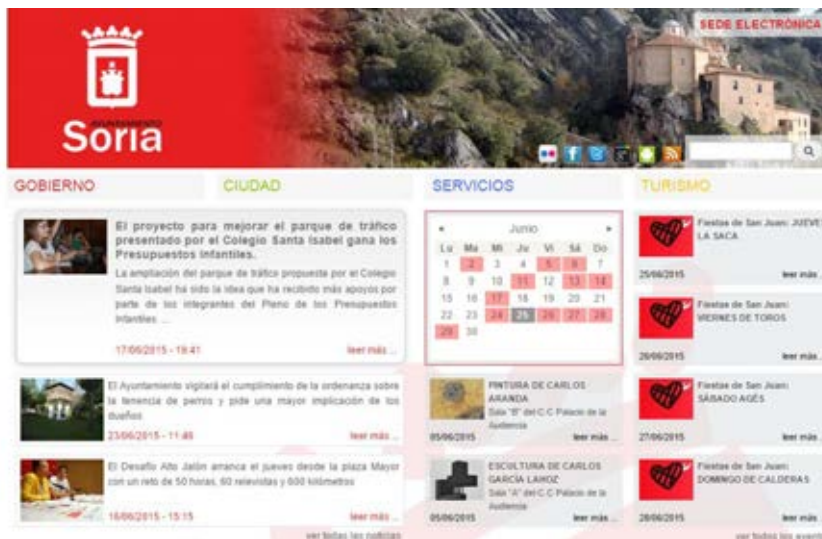 SEDE ELECTRÓNICA
AYUNTAMIENTO
Soria
GOBIERNO
CIUDAD
SERVICIOS
TURISMO
El proyecto para mejorar el parque de tráfico
presentado por el Colegio Santa Isabel gana los
Presupuestos Infantiles.
La ampliación del parque de tráfico propuesta por el Colegio
Santa Isabel ha sido la idea que ha recibido más apoyos por
parte de los integrantes del Pleno de los Presupuestos
Infantiles. ...
17/06/2015 - 19:41
leer más ...
El Ayuntamiento vigilará el cumplimiento de la ordenanza sobre
la tenencia de perros y pide una mayor implicación de los
dueños
23/06/2015 - 11:46
leer más ...
El Desafío Alto Jalón arranca el jueves desde la plaza Mayor
con un reto de 50 horas, 60 relevistas y 600 kilómetros
16/06/2015 - 15:15
leer más ...
ver todas las noticias
Junio
Lu Ma Mi Ju Vi Sá Do
1 2 3 4 5 6 7
8 9 10 11 12 13 14
15 16 17 18 19 20 21
22 23 24 25 26 27 28
29 30
PINTURA DE CARLOS
ARANDA
Sala "B" del C.C Palacio de la
Audiencia
05/06/2015
leer más ...
ESCULTURA DE CARLOS
GARCÍA LAHOZ
Sala "A" del C.C Palacio de la
Audiencia
05/06/2015
leer más ...
Fiestas de San Juan: JUEVES
LA SACA
25/06/2015
leer más ...
Fiestas de San Juan:
VIERNES DE TOROS
26/06/2015
leer más ...
Fiestas de San Juan:
SÁBADO AGÉS
27/06/2015
leer más ...
Fiestas de San Juan:
DOMINGO DE CALDERAS
28/06/2015
leer más ...
ver todos los eventos